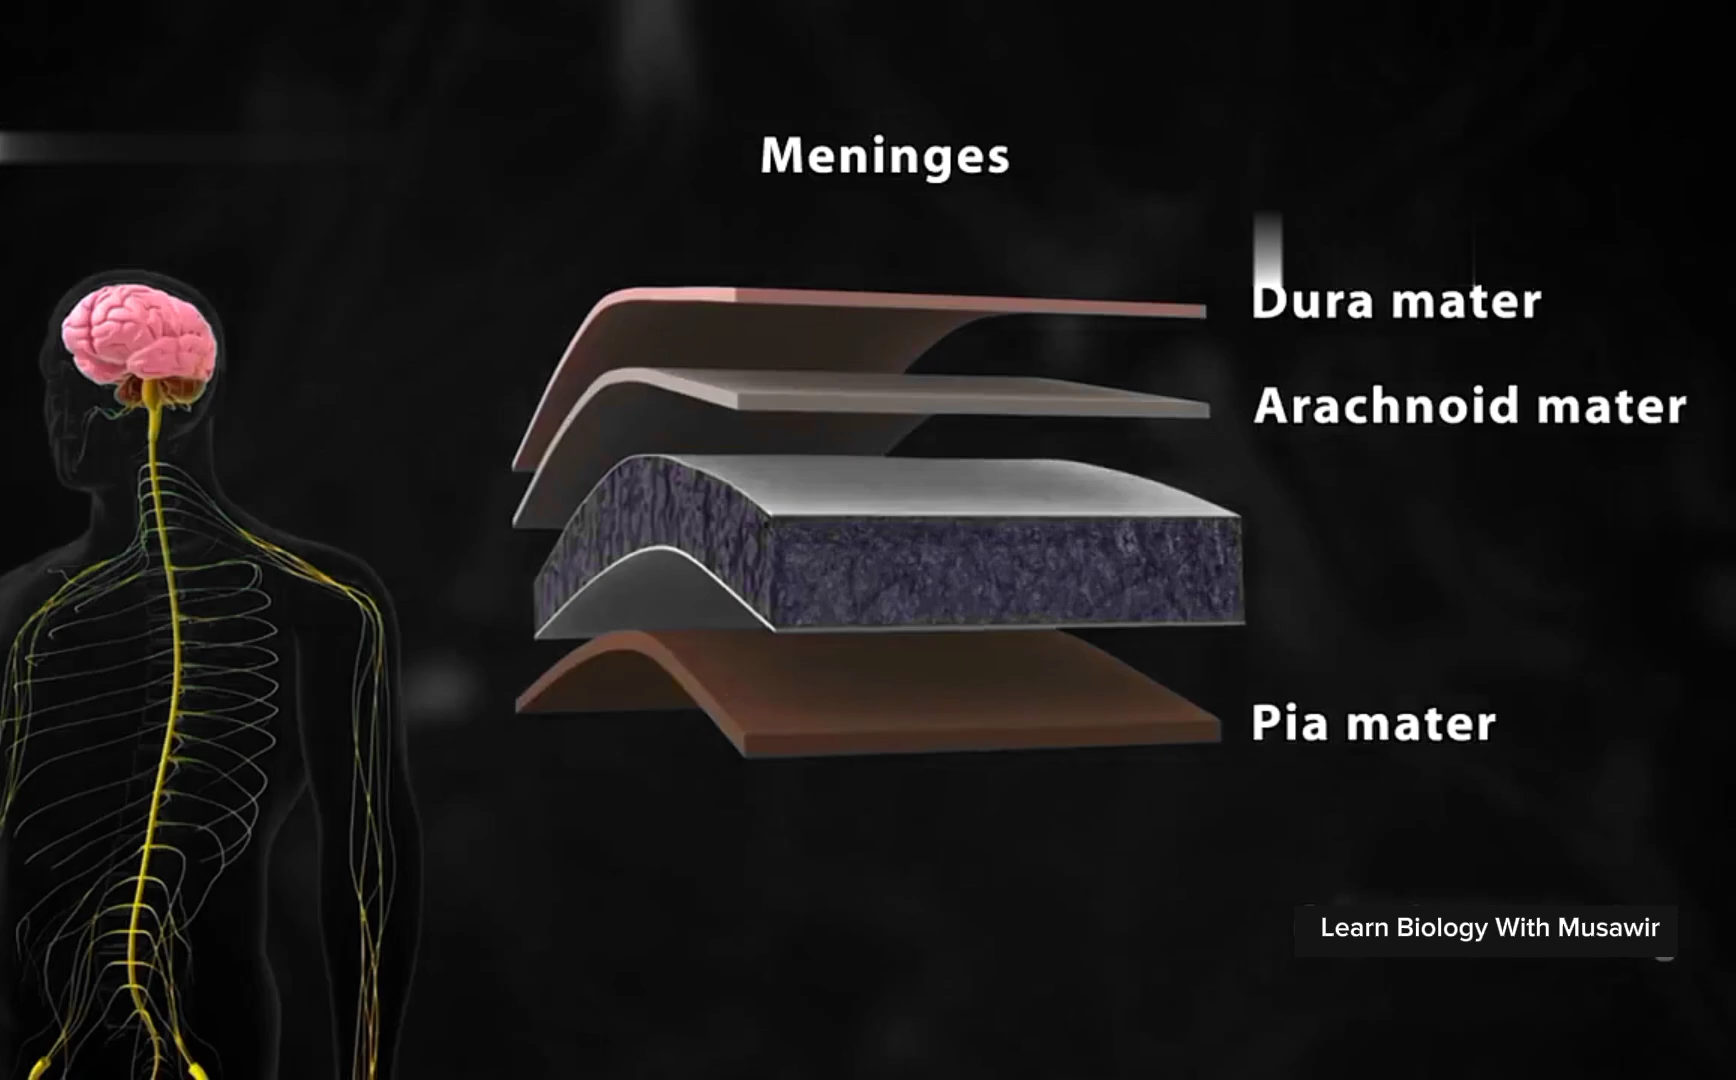 Meninges
Dura mater
Arachnoid mater
Pia mater
Learn Biology With Musawir